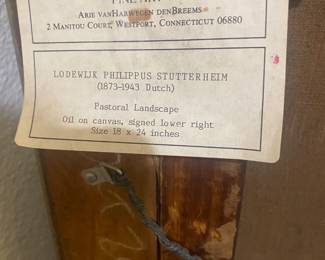 Arie vanHarwegen denBreems
2 Manitou Court, Westport, Connecticut 06880
LODEWIJK PHILIPPUS STUTTERHEIM
(1873-1943 Dutch)
Pastoral Landscape
Oil on canvas, signed lower right
Size 18 x 24 inches